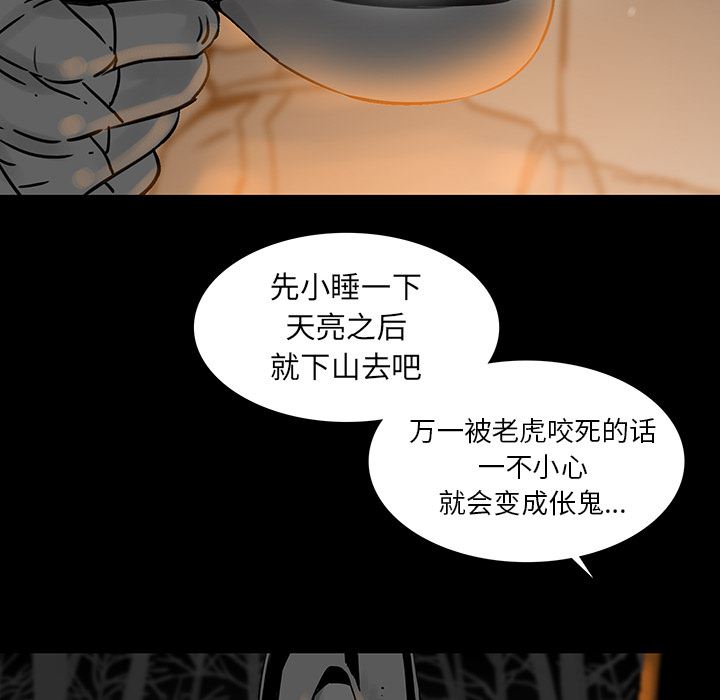 先小睡一下
天亮之后
就下山去吧
万一被老虎咬死的话
一不小心
就会变成伥鬼...